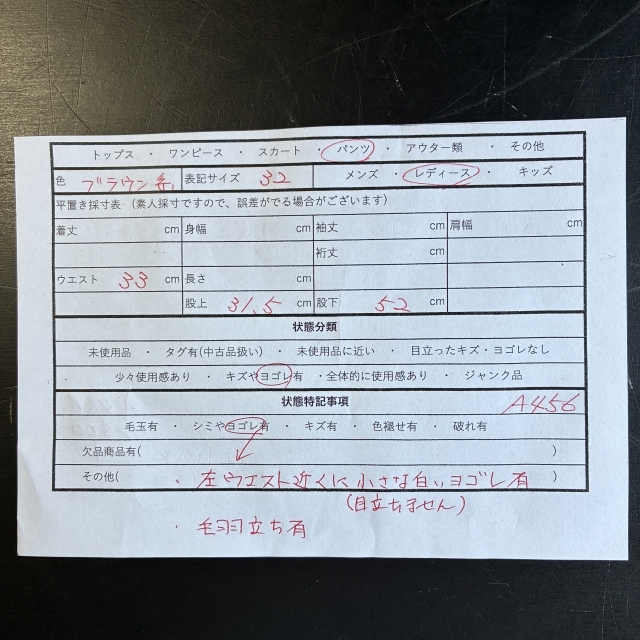 トップス ・ ワンピース ・ スカート ・ パンツ ・ アウター類 ・ その他
色 ブラウン系 表記サイズ 32 メンズ ・ レディース ・ キッズ
平置き採寸表（素人採寸ですので、誤差がでる場合がございます）
着丈 cm 身幅 cm 袖丈 cm 肩幅 cm
裄丈 cm
ウエスト 33 cm 長さ cm
股上 31.5 cm 股下 52 cm
状態分類
未使用品 ・ タグ有(中古品扱い) ・ 未使用品に近い ・ 目立ったキズ・ヨゴレなし
少々使用感あり ・ キズやヨゴレ有 ・全体的に使用感あり ・ ジャンク品
状態特記事項 A456
毛玉有 ・ シミやヨゴレ有 ・ キズ有 ・ 色褪せ有 ・ 破れ有
欠品商品有( )
その他( ・左ウエスト近くに小さな白いヨゴレ有 )
(目立ちません)
・毛羽立ち有